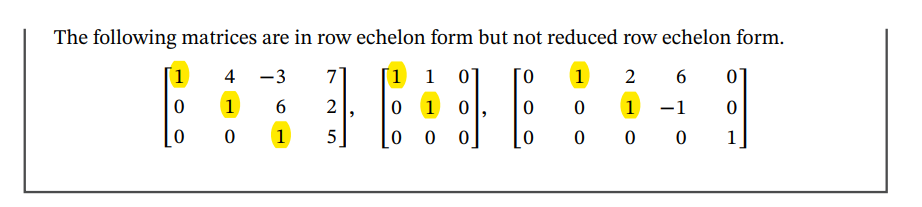 The following matrices are in row echelon form but not reduced row echelon form.
1 4 −3 7 1 1 0 0 1 2 6 0
0 1 6 2 , 0 1 0 , 0 0 1 −1 0
0 0 1 5 0 0 0 0 0 0 0 1